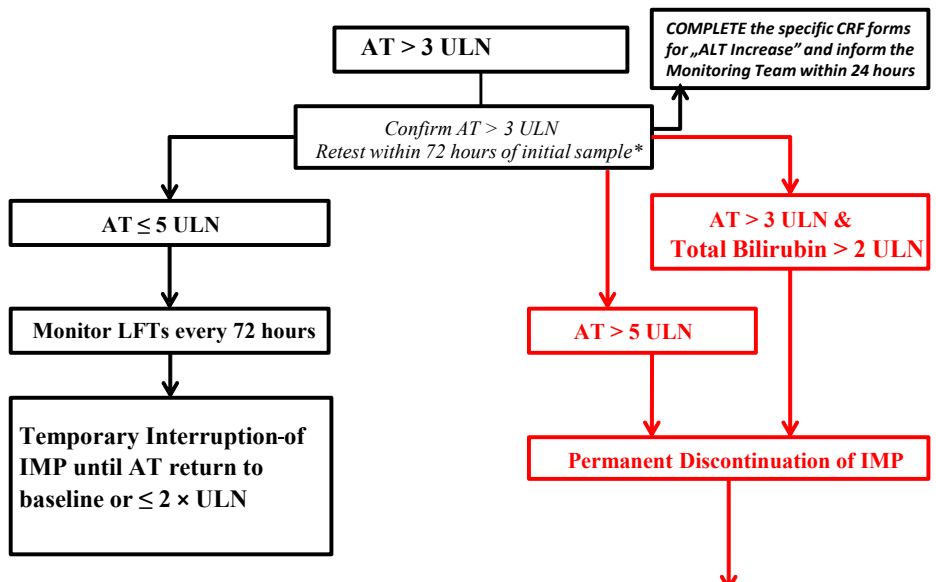 AT > 3 ULN
COMPLETE the specific CRF forms
for „ALT Increase” and inform the
Monitoring Team within 24 hours
Confirm AT > 3 ULN
Retest within 72 hours of initial sample*
AT ≤ 5 ULN
AT > 3 ULN &
Total Bilirubin > 2 ULN
Monitor LFTs every 72 hours
AT > 5 ULN
Temporary Interruption-of
IMP until AT return to
baseline or ≤ 2 × ULN
Permanent Discontinuation of IMP